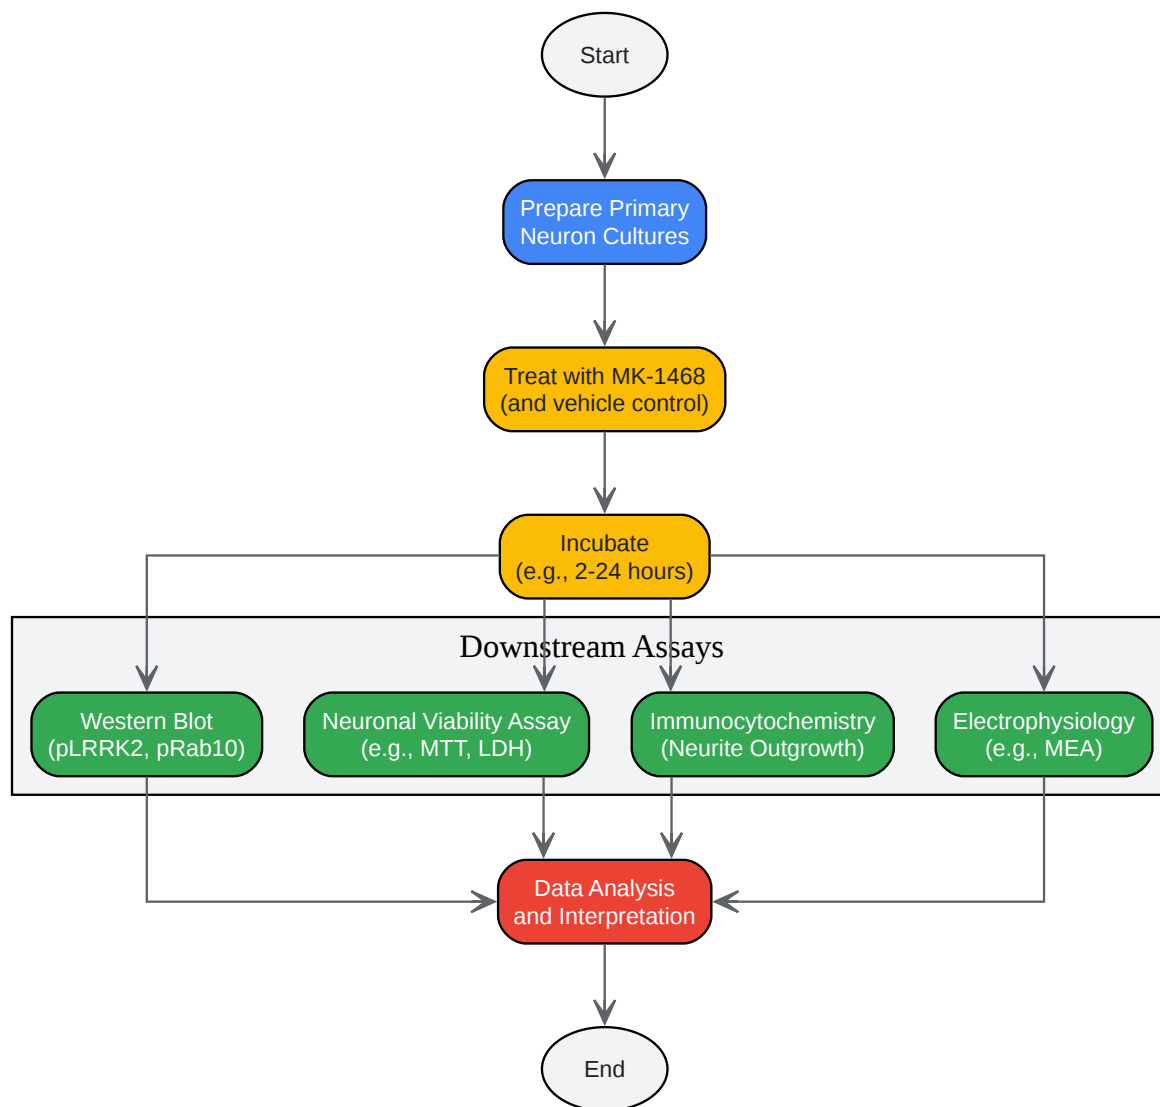 Start
Prepare Primary
Neuron Cultures
Treat with MK-1468
(and vehicle control)
Incubate
(e.g., 2-24 hours)
Downstream Assays
Western Blot
(pLRRK2, pRab10)
Neuronal Viability Assay
(e.g., MTT, LDH)
Immunocytochemistry
(Neurite Outgrowth)
Electrophysiology
(e.g., MEA)
Data Analysis
and Interpretation
End